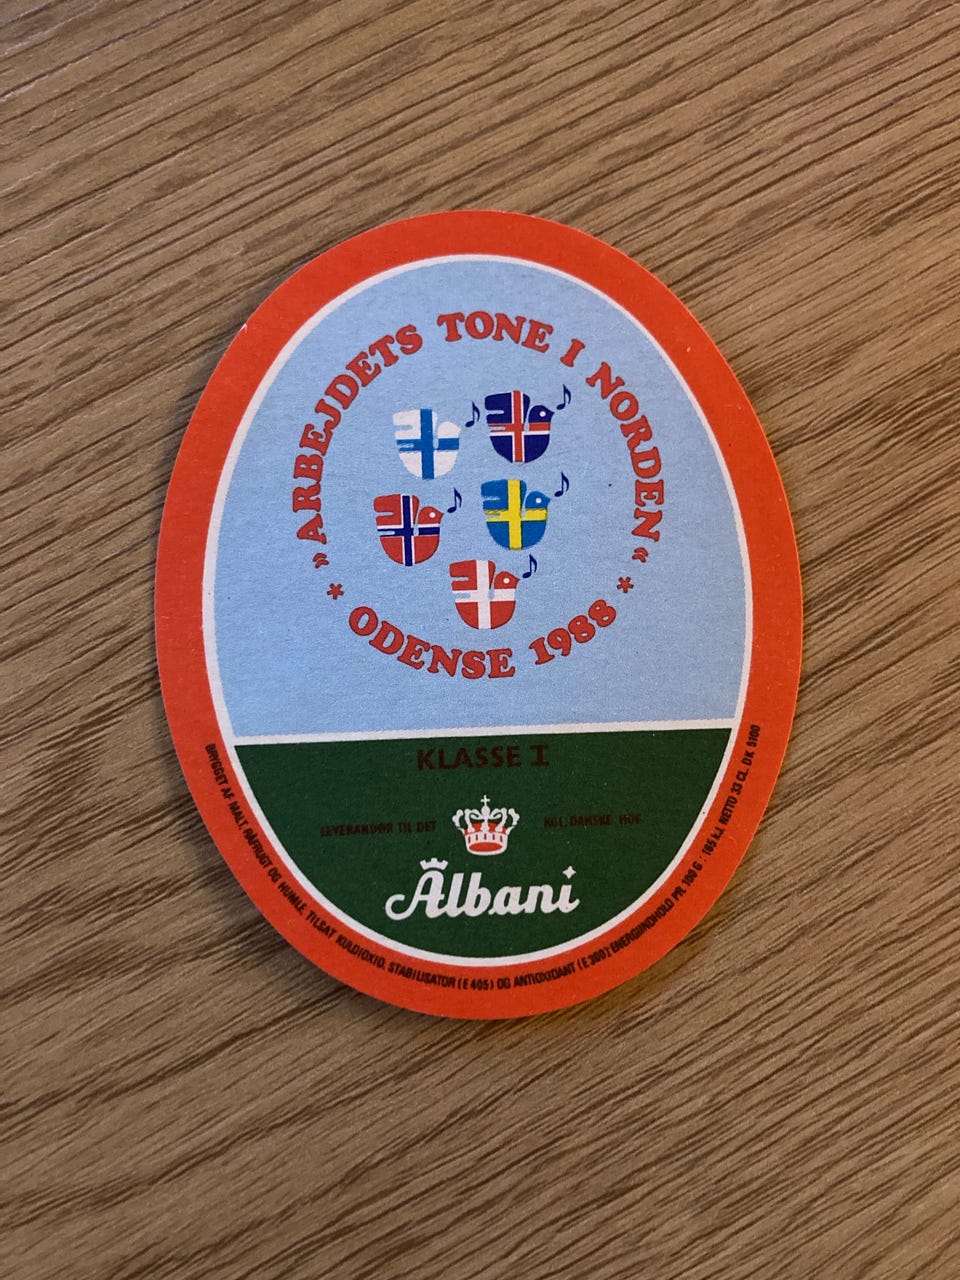 »ARBEJDETS TONE I NORDEN«
* ODENSE 1988 *
KLASSE I
LEVERANDØR TIL DET KGL. DANSKE HOF
Albani
BRYGGET AF MALT, RÅFRUGT OG HUMLE. TILSAT KULDIOXID, STABILISATOR (E 405) OG ANTIOXIDANT (E 300); ENERGIINDHOLD PR. 100 G : 165 kJ. NETTO 33 CL. DK 5100